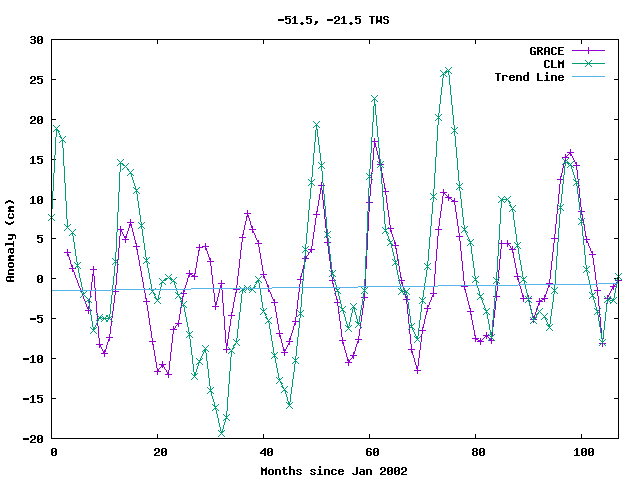 -51.5, -21.5 TWS
GRACE
CLM
Trend Line
30
25
20
15
10
5
0
-5
-10
-15
-20
Anomaly (cm)
0 20 40 60 80 100
Months since Jan 2002